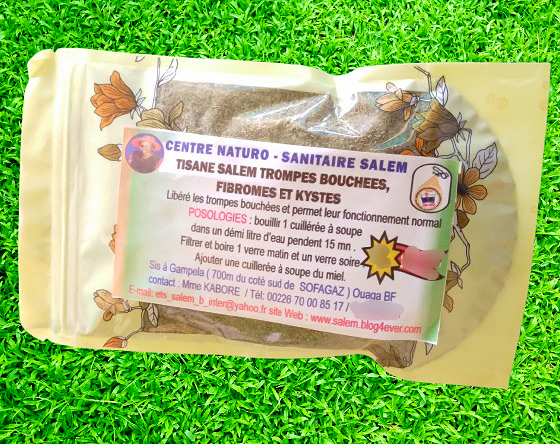 CENTRE NATURO - SANITAIRE SALEM
TISANE SALEM TROMPES BOUCHEES,
FIBROMES ET KYSTES
Libéré les trompes bouchées et permet leur fonctionnement normal
POSOLOGIES : bouillir 1 cuillérée à soupe
dans un démi litre d'eau pendent 15 mn .
Filtrer et boire 1 verre matin et un verre soire
Ajouter une cuillerée à soupe du miel.
Sis à Gampela ( 700m du coté sud de SOFAGAZ ) Ouaga BF
contact : Mme KABORE / Tél: 00226 70 00 85 17 /
E-mail: ets_salem_b_inter@yahoo.fr site Web : www.salem.blog4ever.com